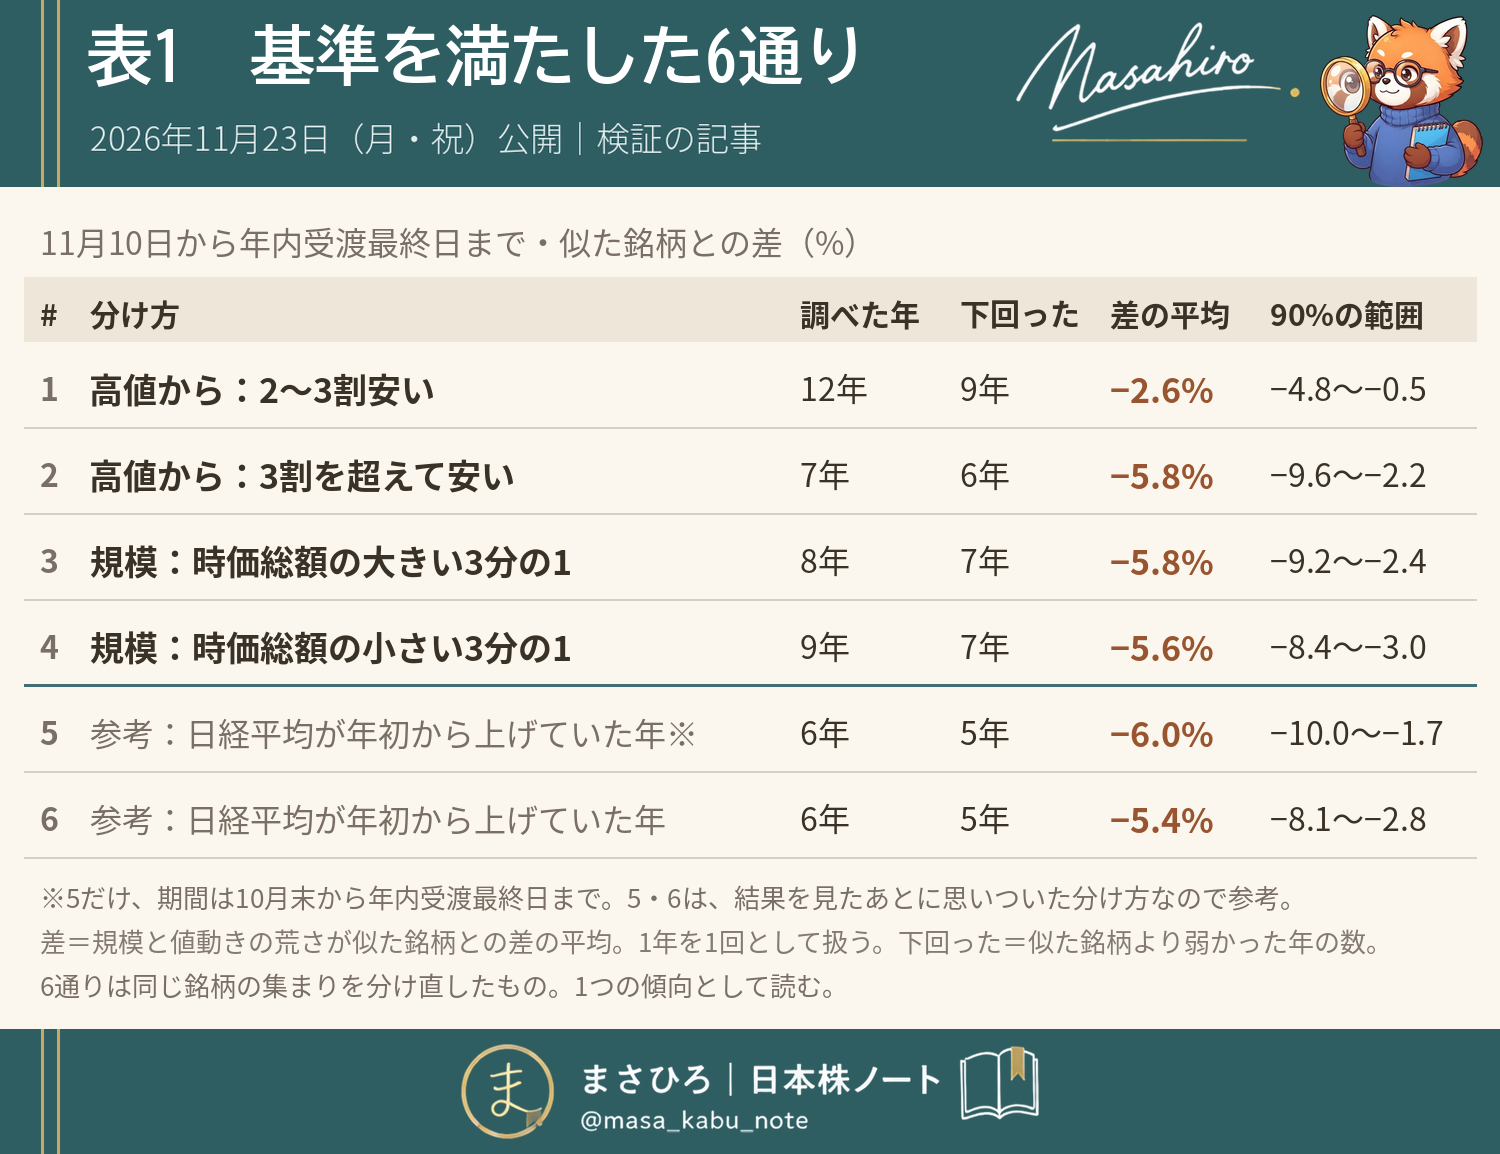 表1　基準を満たした6通り
Masahiro
2026年11月23日（月・祝）公開｜検証の記事
11月10日から年内受渡最終日まで・似た銘柄との差（%）
# 分け方 調べた年 下回った 差の平均 90%の範囲
1 高値から：2〜3割安い 12年 9年 −2.6% −4.8〜−0.5
2 高値から：3割を超えて安い 7年 6年 −5.8% −9.6〜−2.2
3 規模：時価総額の大きい3分の1 8年 7年 −5.8% −9.2〜−2.4
4 規模：時価総額の小さい3分の1 9年 7年 −5.6% −8.4〜−3.0
5 参考：日経平均が年初から上げていた年※ 6年 5年 −6.0% −10.0〜−1.7
6 参考：日経平均が年初から上げていた年 6年 5年 −5.4% −8.1〜−2.8
※5だけ、期間は10月末から年内受渡最終日まで。5・6は、結果を見たあとに思いついた分け方なので参考。
差＝規模と値動きの荒さが似た銘柄との差の平均。1年を1回として扱う。下回った＝似た銘柄より弱かった年の数。
6通りは同じ銘柄の集まりを分け直したもの。1つの傾向として読む。
ま
まさひろ｜日本株ノート
@masa_kabu_note